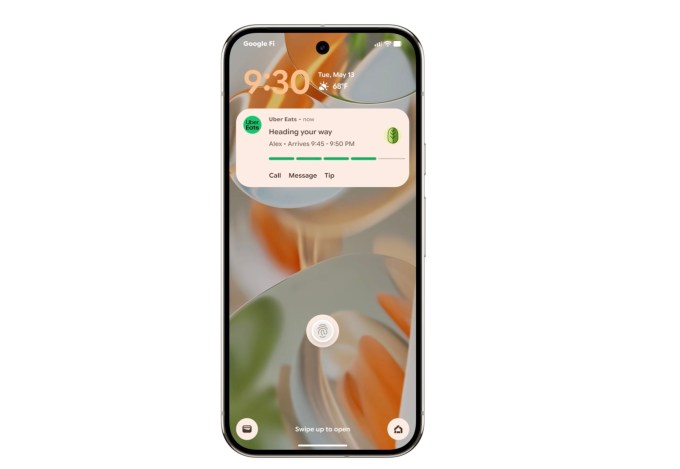 Google Fi
9:30
Tue, May 13
68°F
Uber Eats • now
Uber
Eats
Heading your way
Alex • Arrives 9:45 - 9:50 PM
Call Message Tip
Swipe up to open